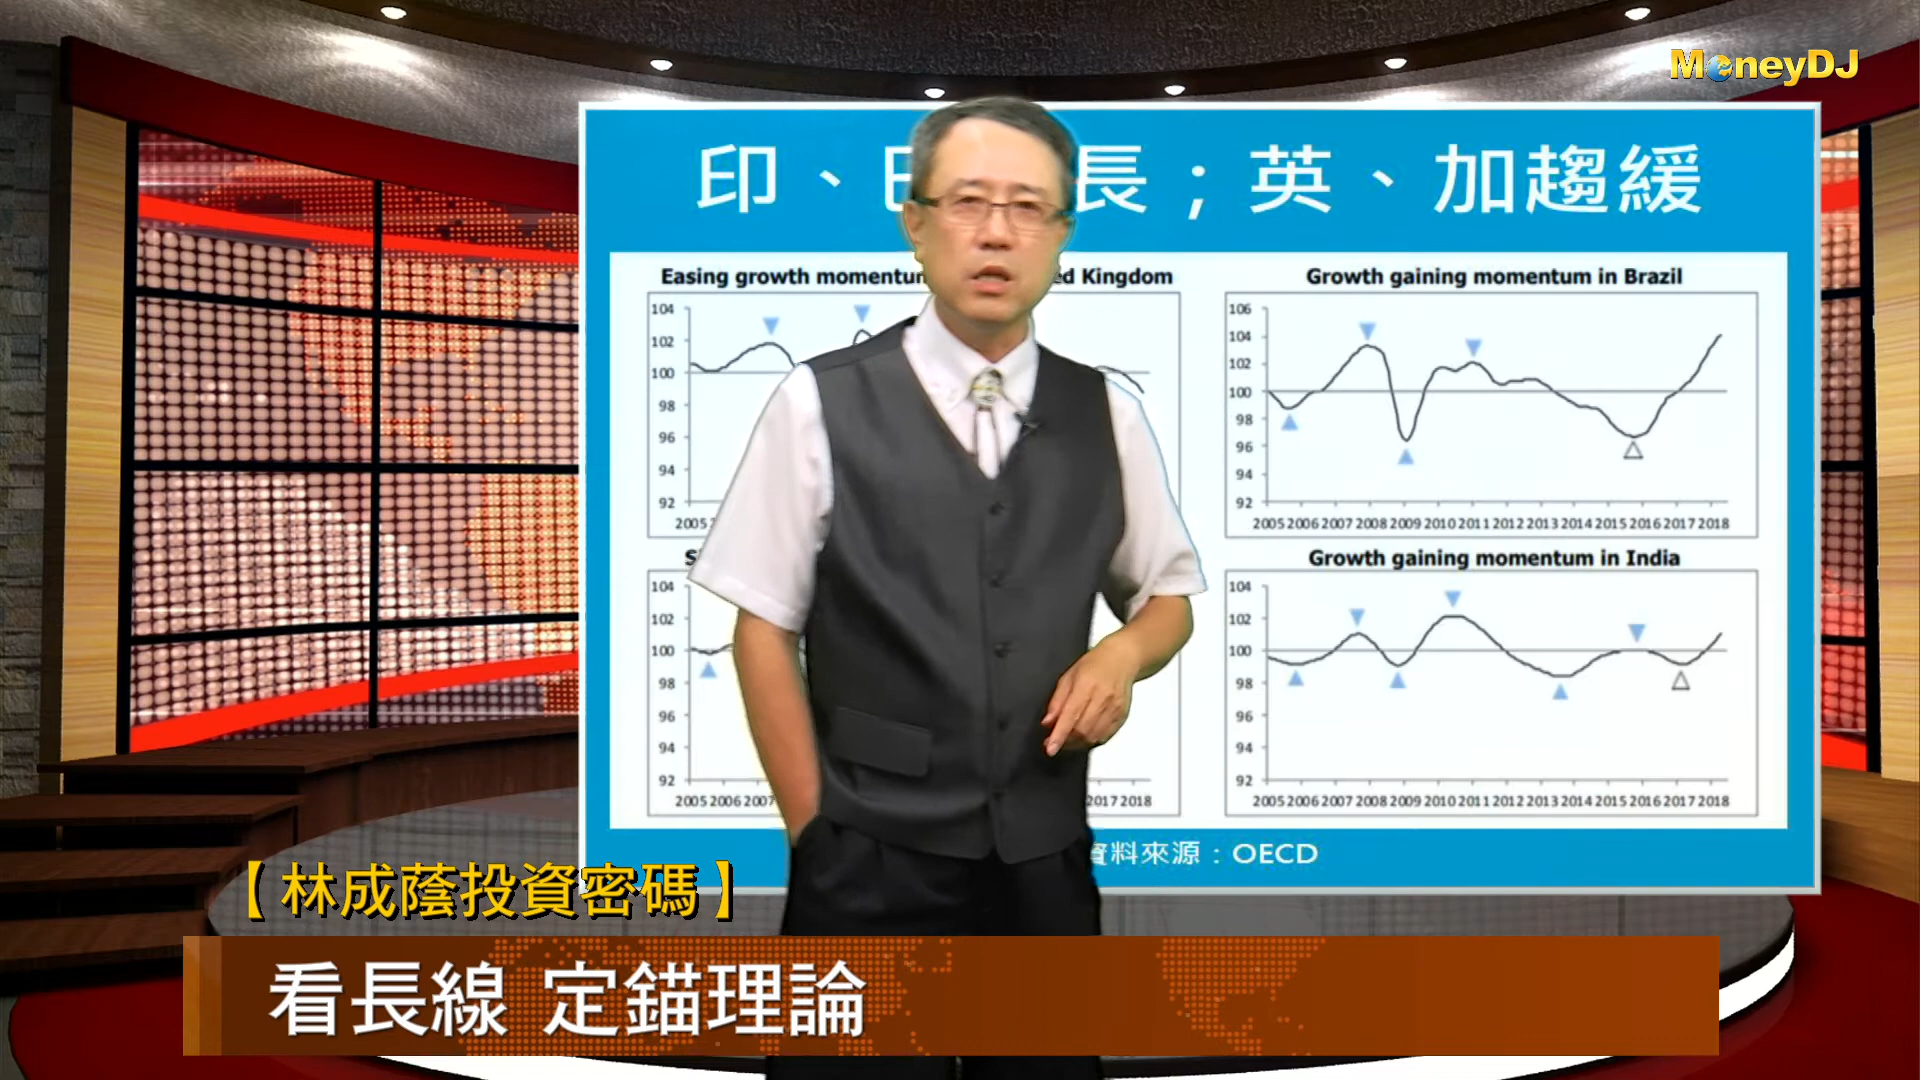 MoneyDJ
印、長；英、加趨緩
Easing growth momentum ed Kingdom
104
102
100
98
96
94
92
2005
Growth gaining momentum in Brazil
106
104
102
100
98
96
94
92
2005 2006 2007 2008 2009 2010 2011 2012 2013 2014 2015 2016 2017 2018
104
102
100
98
96
94
92
2005 2006 2007 2017 2018
Growth gaining momentum in India
104
102
100
98
96
94
92
2005 2006 2007 2008 2009 2010 2011 2012 2013 2014 2015 2016 2017 2018
資料來源：OECD
【林成蔭投資密碼】
看長線 定錨理論